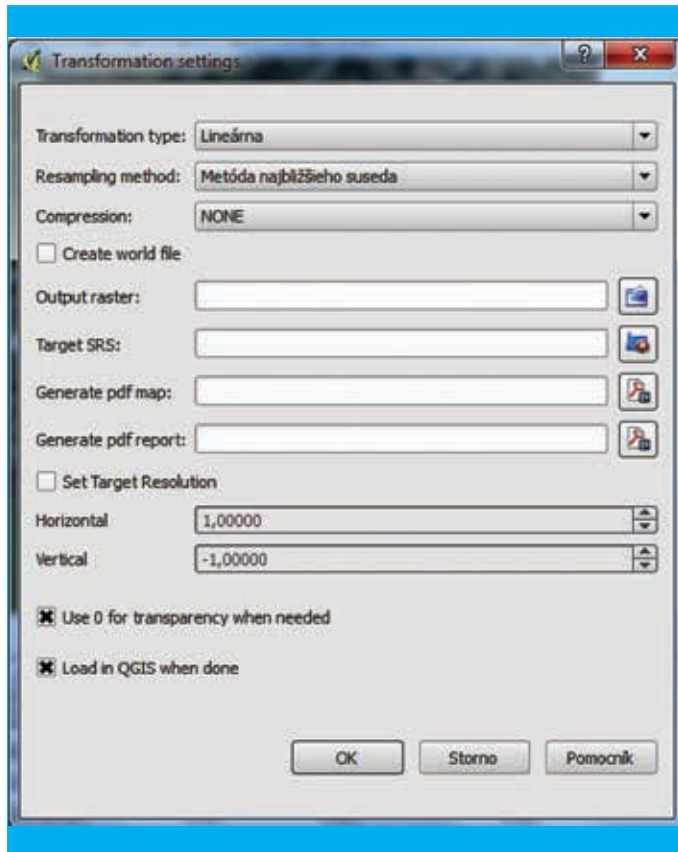 Transformation settings
Transformation type: Lineárna
Resampling method: Metóda najbližšieho suseda
Compression: NONE
Create world file
Output raster:
Target SRS:
Generate pdf map:
Generate pdf report:
Set Target Resolution
Horizontal 1,00000
Vertical -1,00000
Use 0 for transparency when needed
Load in QGIS when done
OK Storno Pomocník